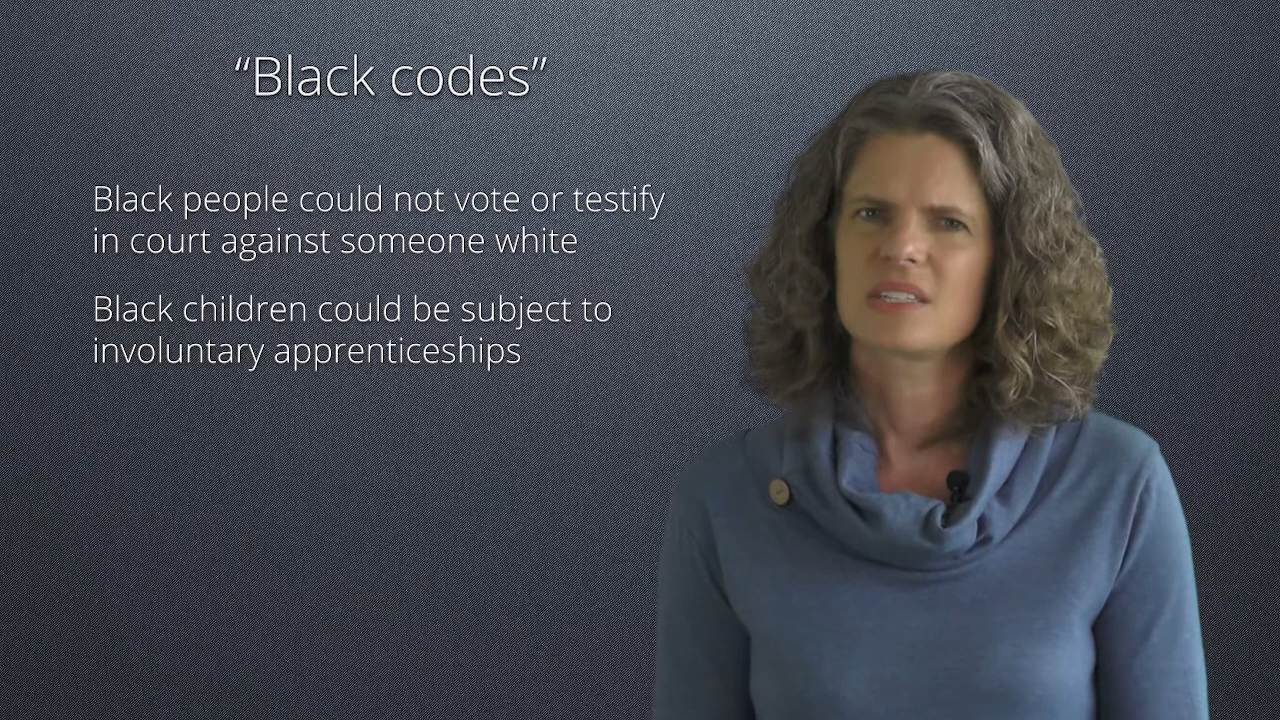 “Black codes”
Black people could not vote or testify
in court against someone white
Black children could be subject to
involuntary apprenticeships